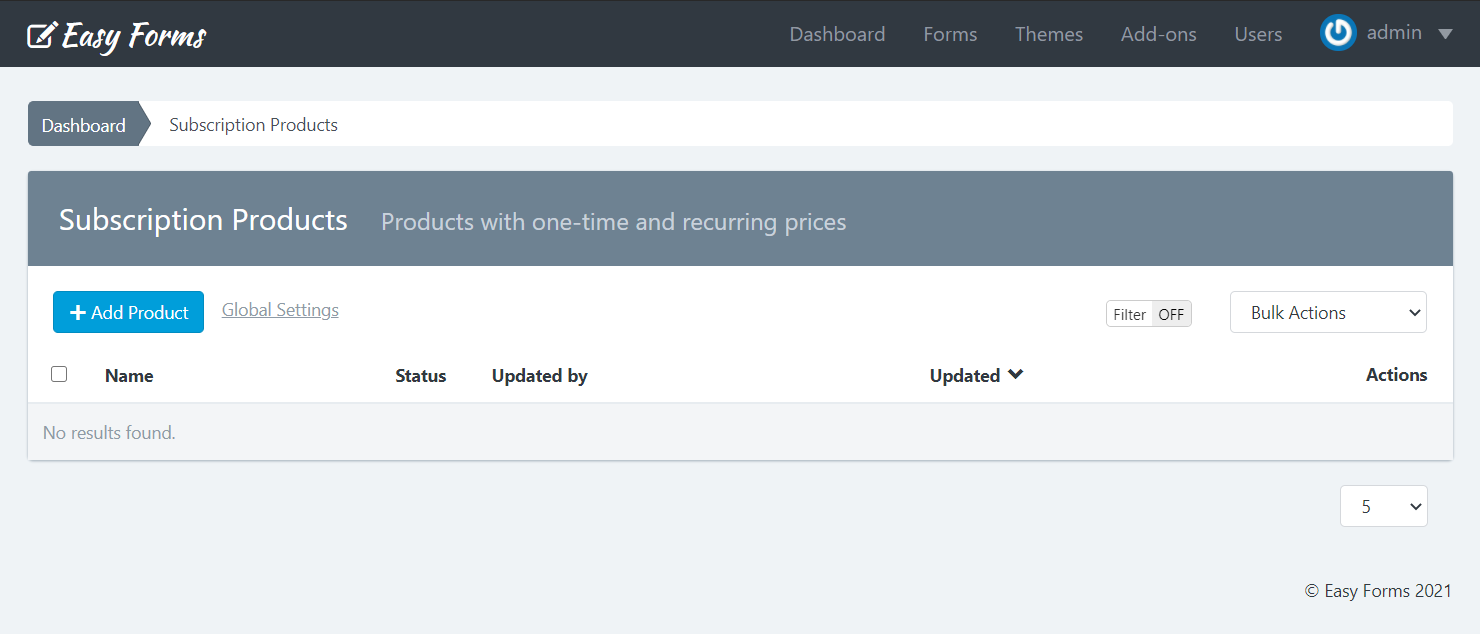 Easy Forms
Dashboard Forms Themes Add-ons Users admin
Dashboard Subscription Products
Subscription Products Products with one-time and recurring prices
Add Product Global Settings Filter OFF Bulk Actions
Name Status Updated by Updated Actions
No results found.
5
© Easy Forms 2021